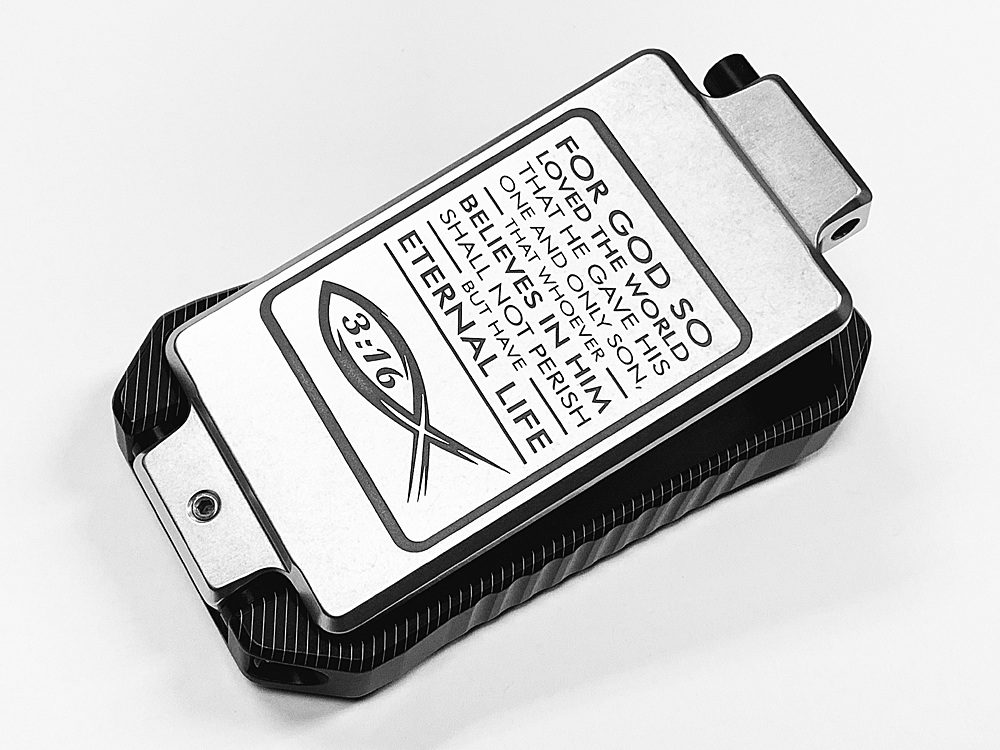 FOR GOD SO
LOVED THE WORLD
THAT HE GAVE HIS
ONE AND ONLY SON,
THAT WHOEVER
BELIEVES IN HIM
SHALL NOT PERISH
BUT HAVE
ETERNAL LIFE
3:16